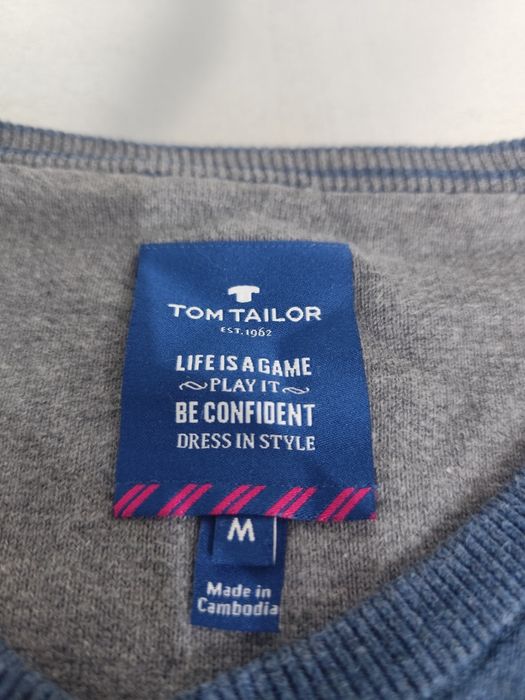 TOM TAILOR
EST. 1962
LIFE IS A GAME
PLAY IT
BE CONFIDENT
DRESS IN STYLE
M
Made in
Cambodia